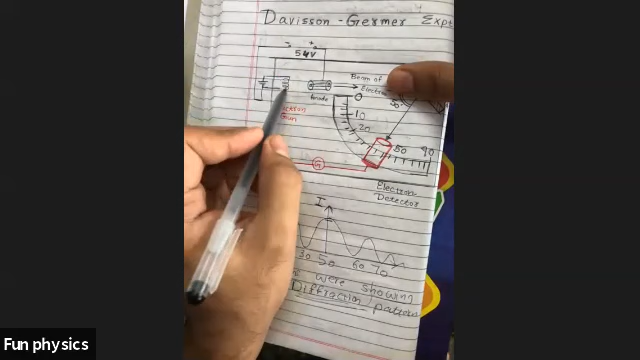 Davisson - Germer Expt
54V
Beam of
Electron
Anode
Gun
0
10
20
50
50
90
G
Electron
Detector
I
30 50 60 70
were showing
Diffraction pattern
Fun physics